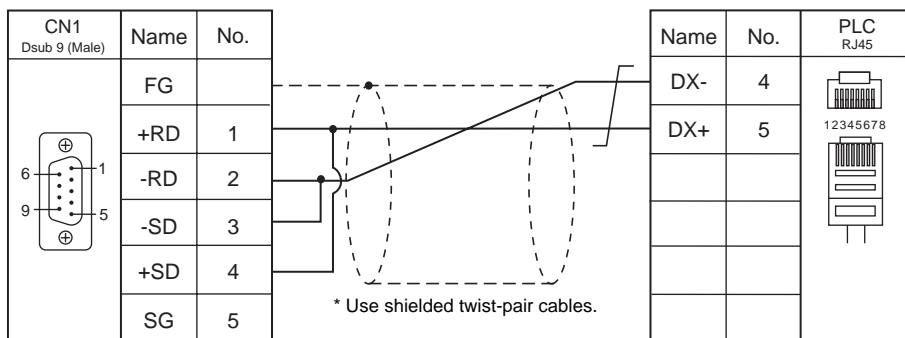 CN1
Dsub 9 (Male)
Name No.
FG
+RD 1
-RD 2
-SD 3
+SD 4
SG 5
6
1
9
5
* Use shielded twist-pair cables.
Name No.
DX- 4
DX+ 5
PLC
RJ45
12345678